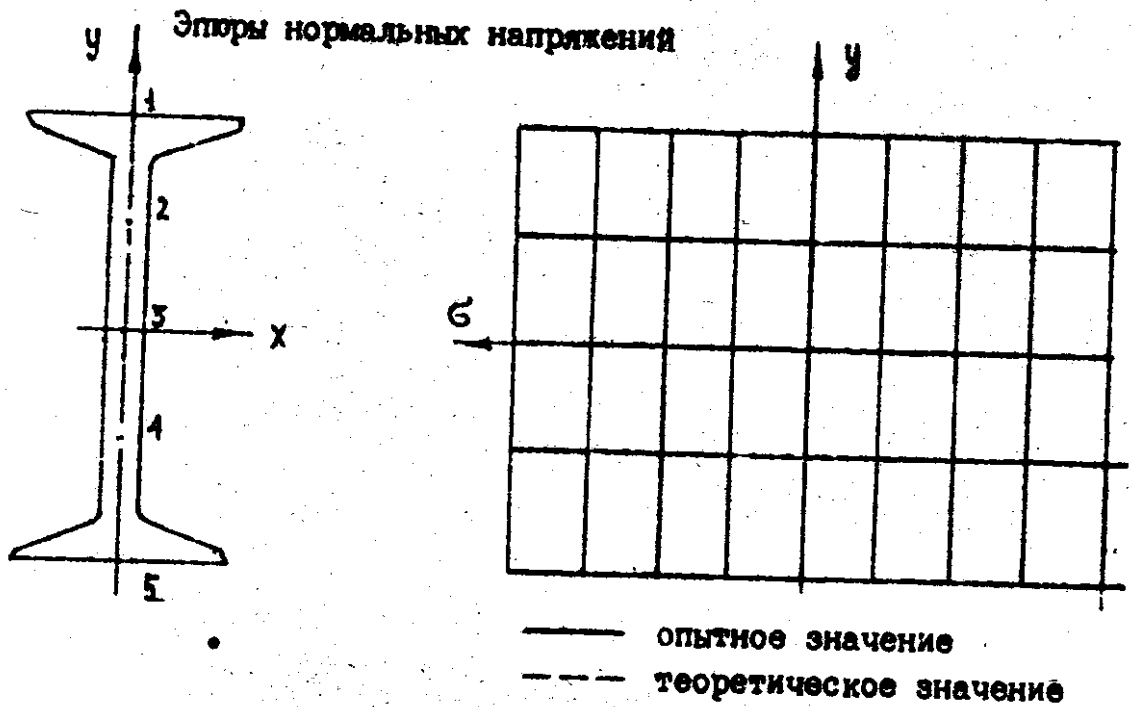 Эпюры нормальных напряжений
y
1
2
3
x
4
5
y
σ
опытное значение
теоретическое значение